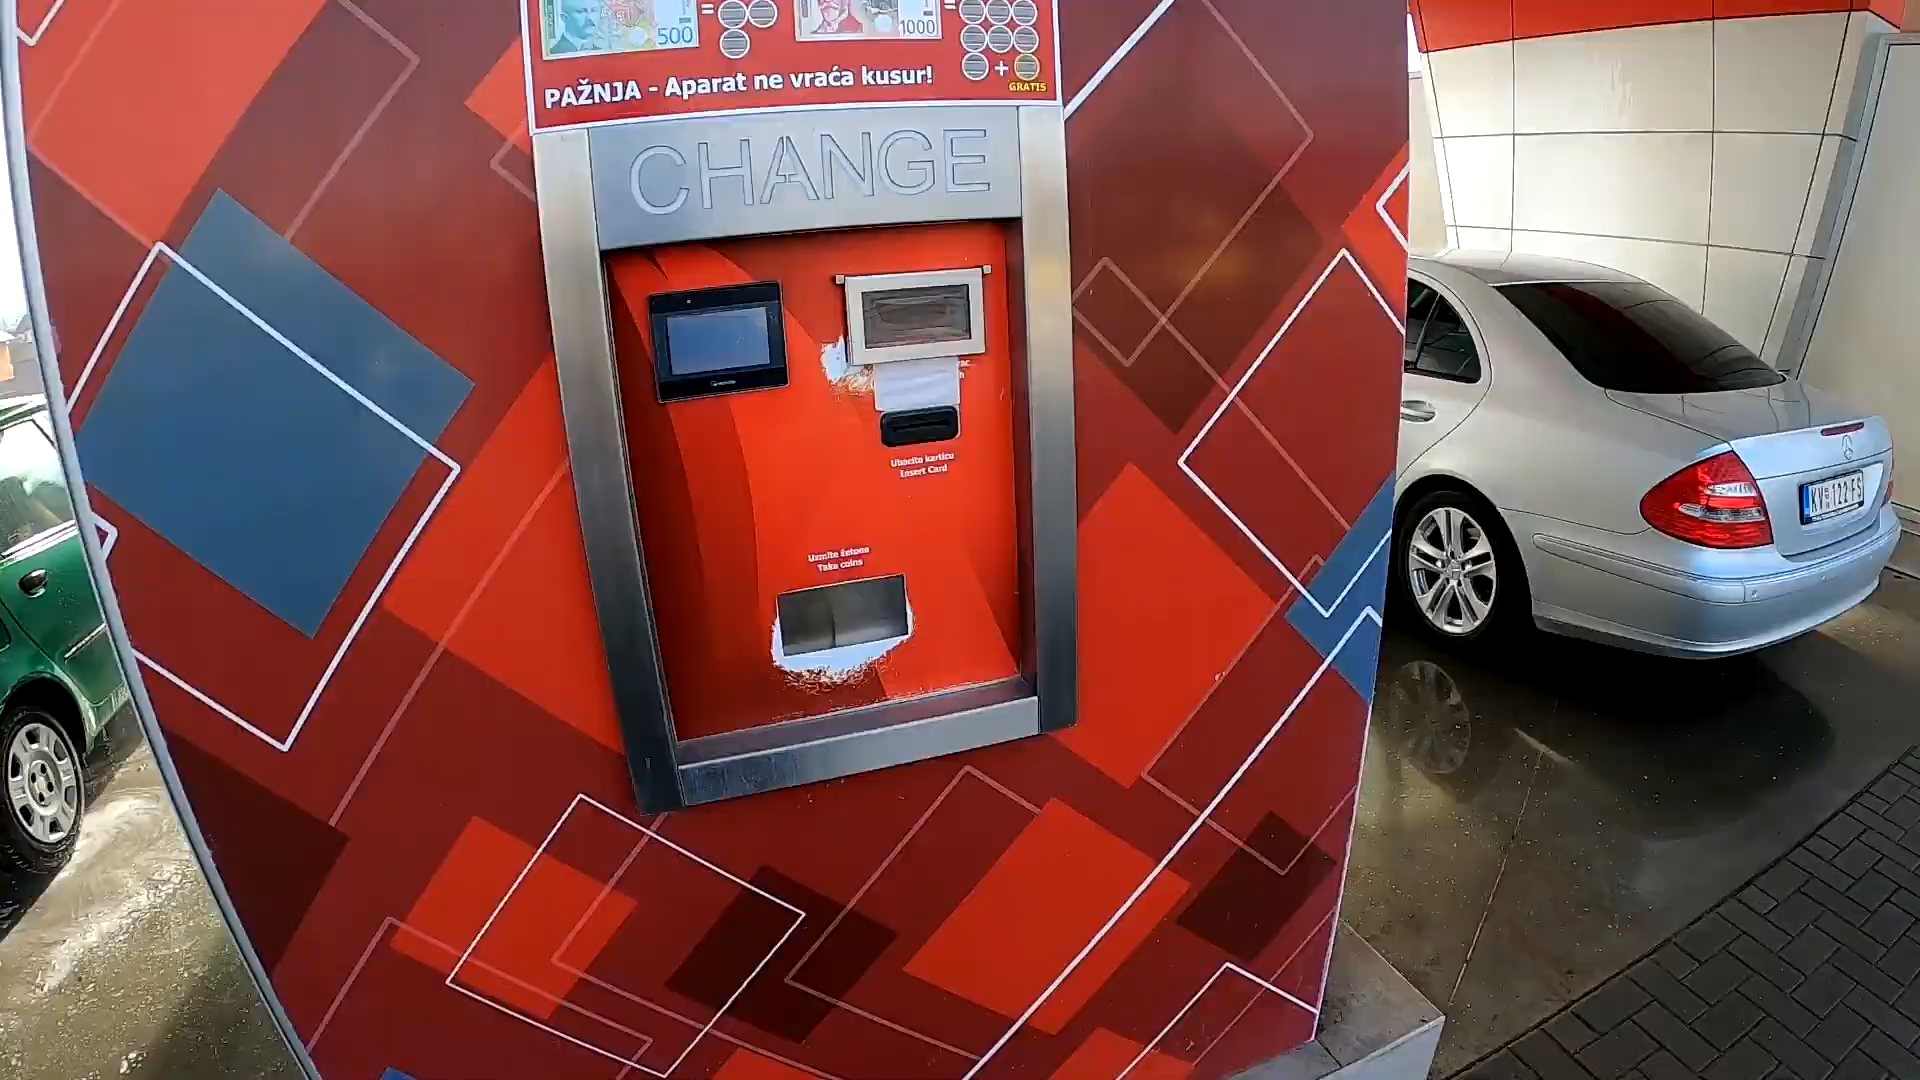 500
=
1000
=
+
GRATIS
PAŽNJA - Aparat ne vraća kusur!
CHANGE
Ubacite karticu
Insert Card
Uzmite žetone
Take coins
KV 122 FS